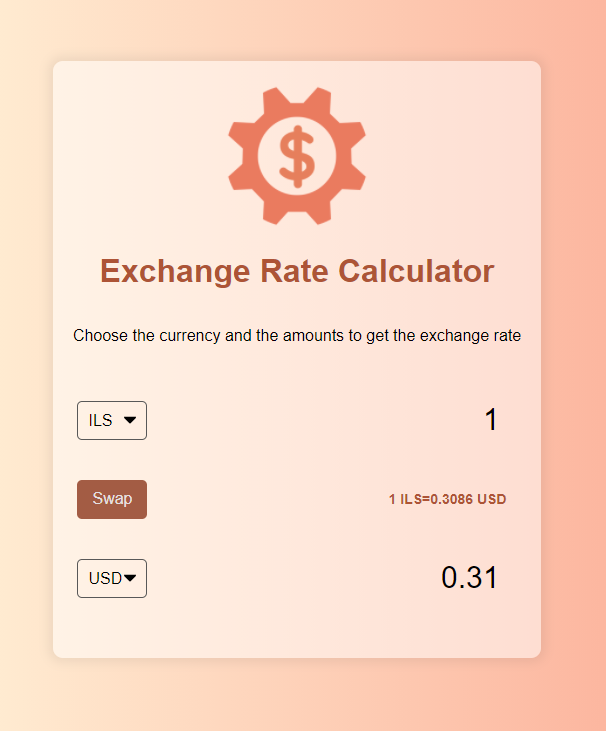 $
Exchange Rate Calculator
Choose the currency and the amounts to get the exchange rate
ILS 1
Swap 1 ILS=0.3086 USD
USD 0.31